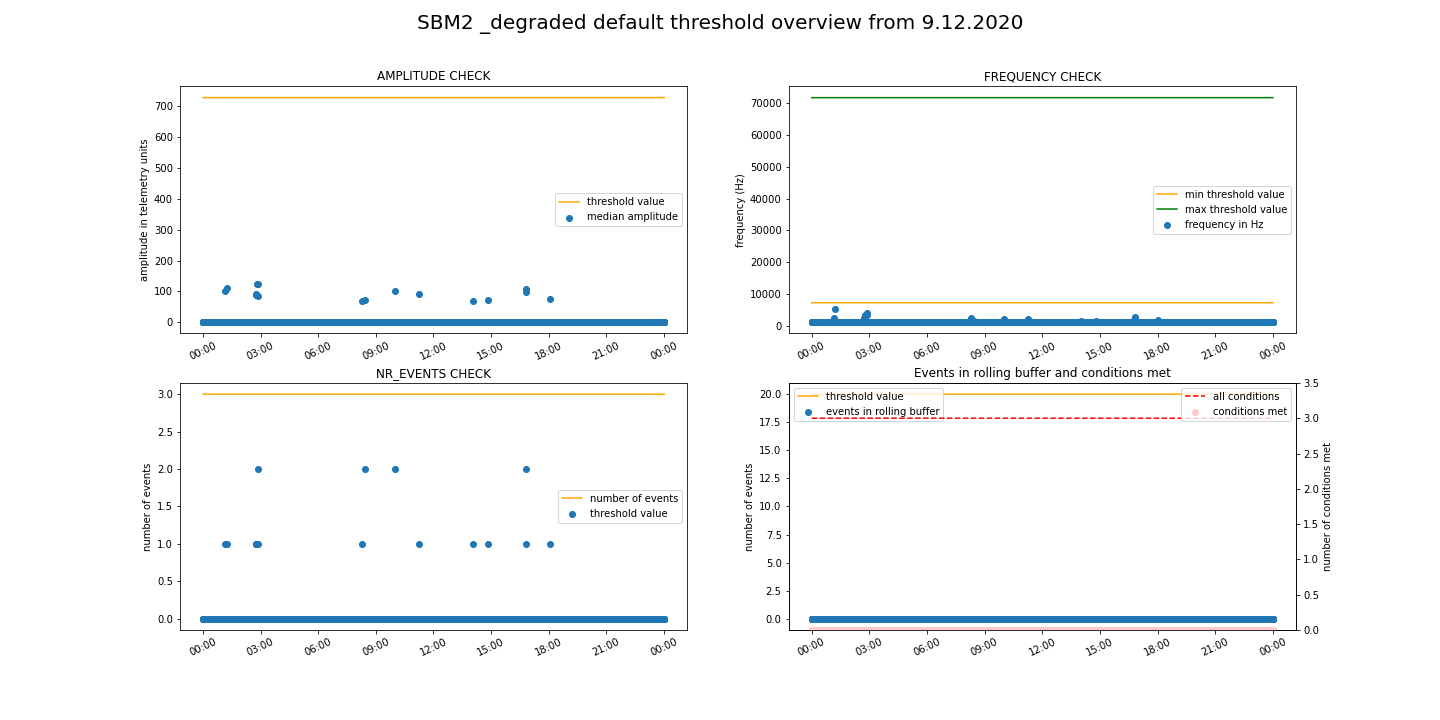 SBM2 _degraded default threshold overview from 9.12.2020
AMPLITUDE CHECK
amplitude in telemetry units
700
600
500
400
300
200
100
0
threshold value
median amplitude
00:00 03:00 06:00 09:00 12:00 15:00 18:00 21:00 00:00
FREQUENCY CHECK
frequency (Hz)
70000
60000
50000
40000
30000
20000
10000
0
min threshold value
max threshold value
frequency in Hz
00:00 03:00 06:00 09:00 12:00 15:00 18:00 21:00 00:00
NR_EVENTS CHECK
number of events
3.0
2.5
2.0
1.5
1.0
0.5
0.0
number of events
threshold value
00:00 03:00 06:00 09:00 12:00 15:00 18:00 21:00 00:00
Events in rolling buffer and conditions met
number of events
20.0
17.5
15.0
12.5
10.0
7.5
5.0
2.5
0.0
threshold value
events in rolling buffer
all conditions
conditions met
3.5
3.0
2.5
2.0
1.5
1.0
0.5
0.0
number of conditions met
00:00 03:00 06:00 09:00 12:00 15:00 18:00 21:00 00:00